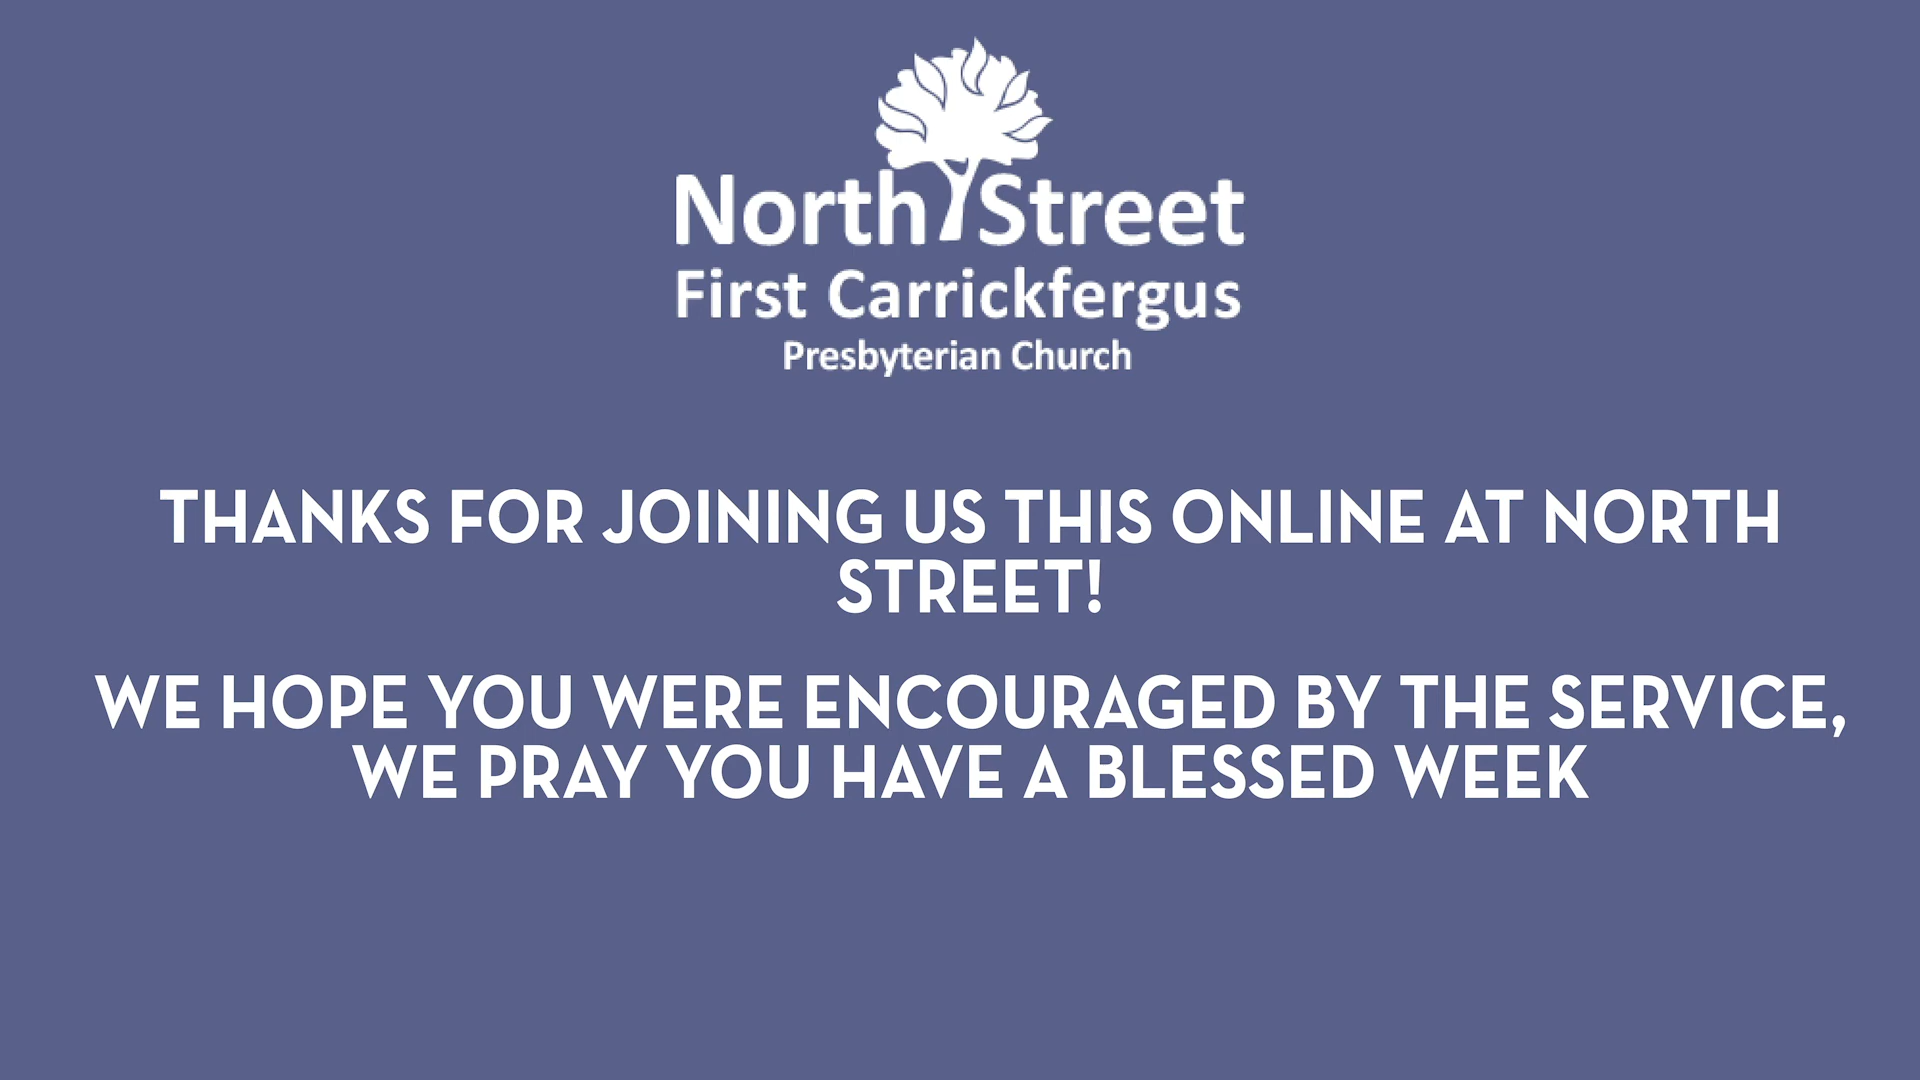 North Street
First Carrickfergus
Presbyterian Church
THANKS FOR JOINING US THIS ONLINE AT NORTH
STREET!
WE HOPE YOU WERE ENCOURAGED BY THE SERVICE,
WE PRAY YOU HAVE A BLESSED WEEK